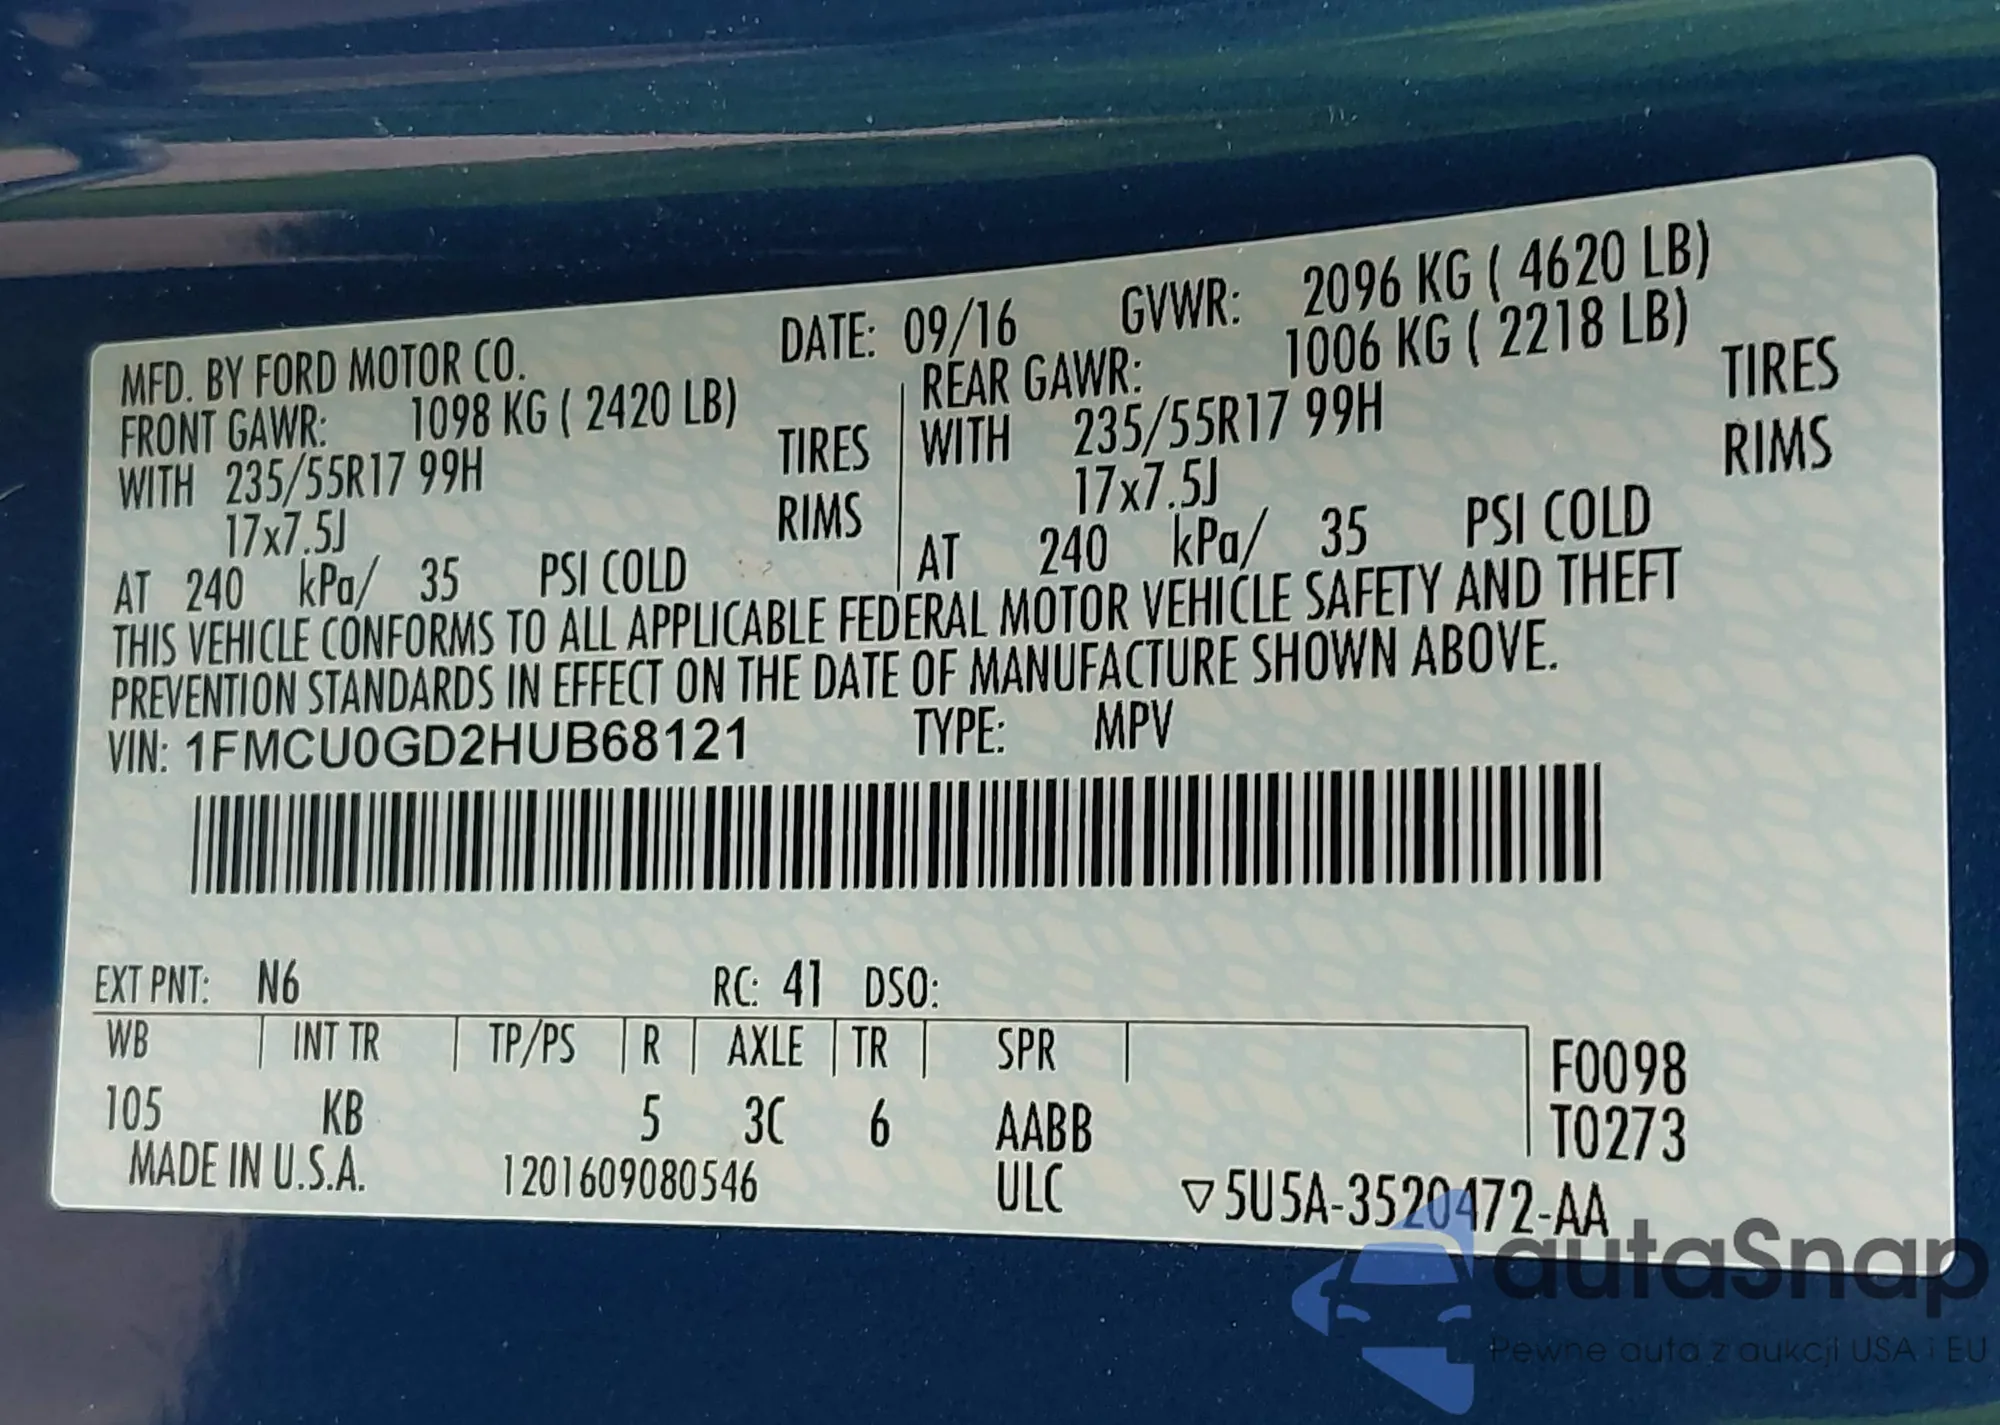 MFD. BY FORD MOTOR CO. DATE: 09/16 GVWR: 2096 KG ( 4620 LB)
FRONT GAWR: 1098 KG ( 2420 LB) REAR GAWR: 1006 KG ( 2218 LB)
WITH 235/55R17 99H TIRES WITH 235/55R17 99H TIRES
17x7.5J RIMS 17x7.5J RIMS
AT 240 kPa/ 35 PSI COLD AT 240 kPa/ 35 PSI COLD
THIS VEHICLE CONFORMS TO ALL APPLICABLE FEDERAL MOTOR VEHICLE SAFETY AND THEFT
PREVENTION STANDARDS IN EFFECT ON THE DATE OF MANUFACTURE SHOWN ABOVE.
VIN: 1FMCU0GD2HUB68121 TYPE: MPV
EXT PNT: N6 RC: 41 DSO:
WB INT TR TP/PS R AXLE TR SPR F0098
105 KB 5 3C 6 AABB T0273
MADE IN U.S.A. 1201609080546 ULC ▽5U5A-3520472-AA
autaSnap
Pewne auta z aukcji USA i EU